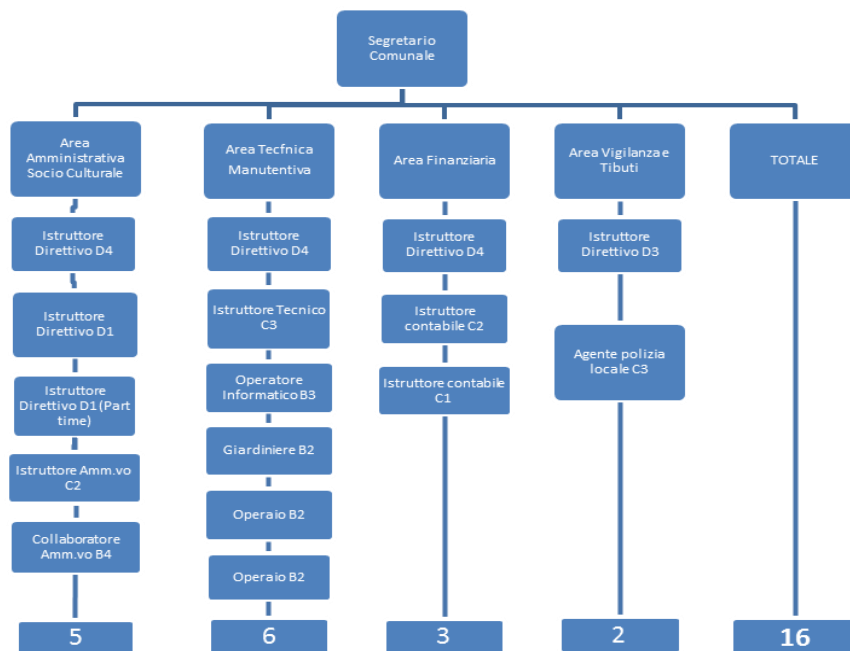 Segretario
Comunale
Area
Amministrativa
Socio Culturale
Istruttore
Direttivo D4
Istruttore
Direttivo D1
Istruttore
Direttivo D1 (Part
time)
Istruttore Amm.vo
C2
Collaboratore
Amm.vo B4
5
Area Tecfnica
Manutentiva
Istruttore
Direttivo D4
Istruttore Tecnico
C3
Operatore
Informatico B3
Giardiniere B2
Operaio B2
Operaio B2
6
Area Finanziaria
Istruttore
Direttivo D4
Istruttore
contabile C2
Istruttore contabile
C1
3
Area Vigilanza e
Tibuti
Istruttore
Direttivo D3
Agente polizia
locale C3
2
TOTALE
16